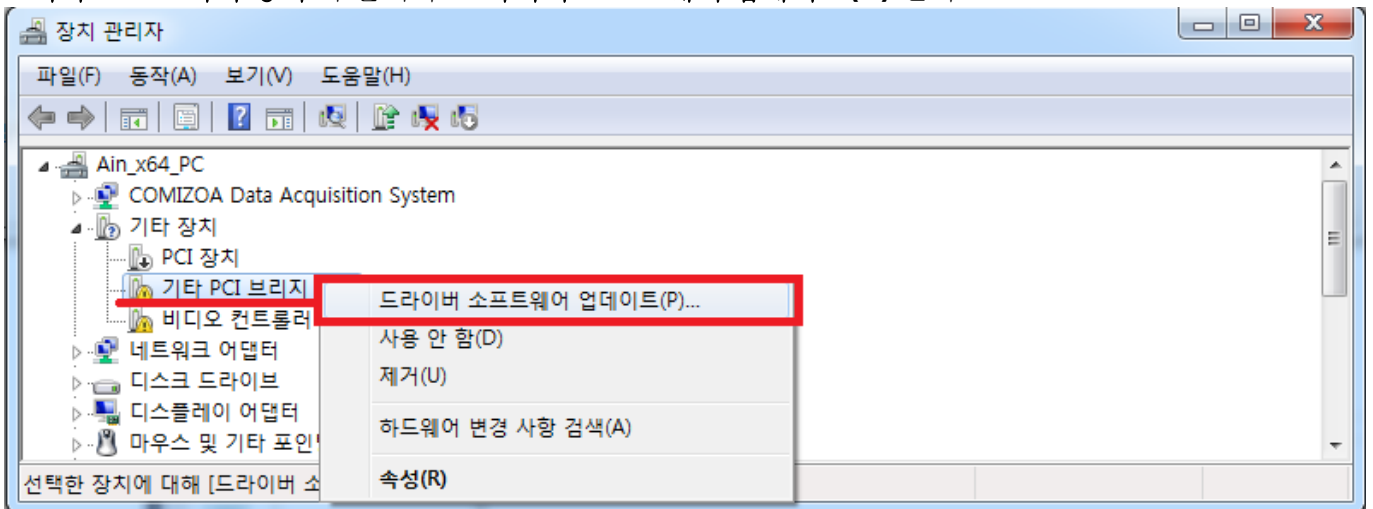 장치 관리자
파일(F) 동작(A) 보기(V) 도움말(H)
Ain_x64_PC
COMIZOA Data Acquisition System
기타 장치
PCI 장치
기타 PCI 브리지
비디오 컨트롤러
네트워크 어댑터
디스크 드라이브
디스플레이 어댑터
마우스 및 기타 포인
드라이버 소프트웨어 업데이트(P)...
사용 안 함(D)
제거(U)
하드웨어 변경 사항 검색(A)
속성(R)
선택한 장치에 대해 [드라이버 소